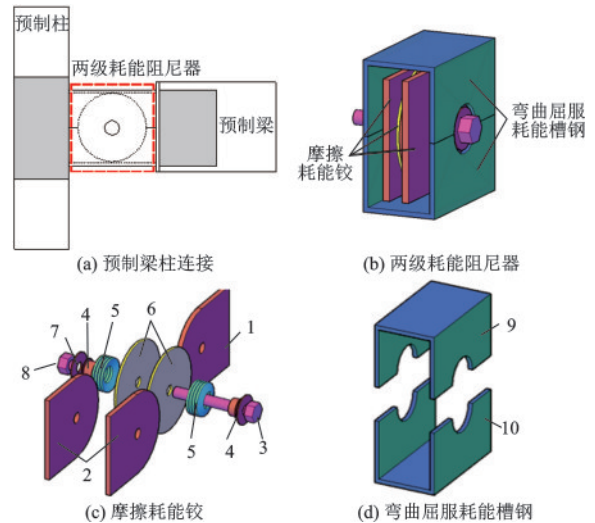 预制柱
两级耗能阻尼器
预制梁
(a) 预制梁柱连接
摩擦
耗能铰
弯曲屈服
耗能槽钢
(b) 两级耗能阻尼器
8
7
4
5
6
1
2
5
4
3
(c) 摩擦耗能铰
9
10
(d) 弯曲屈服耗能槽钢